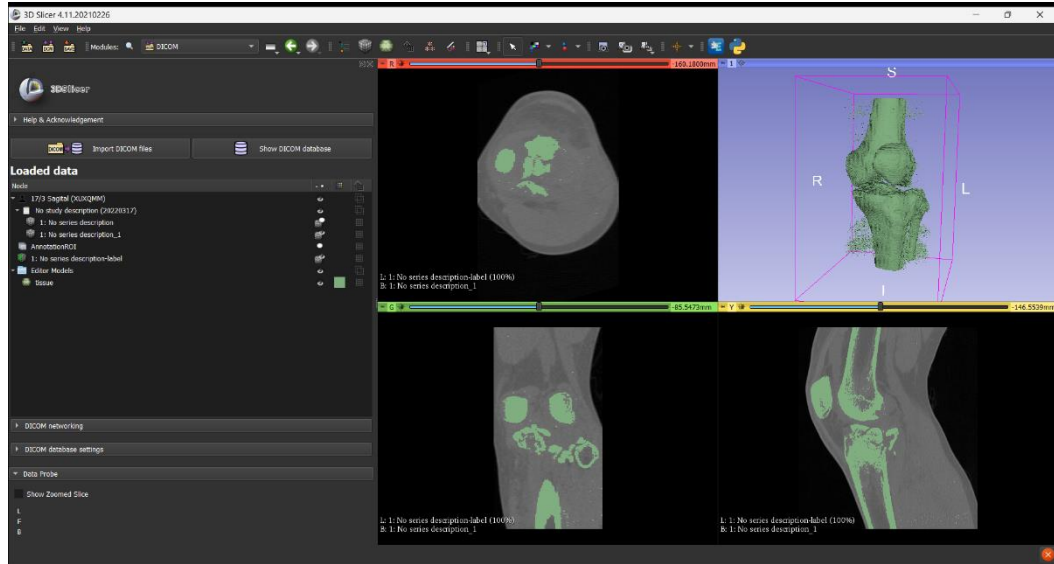 3D Slicer 4.11.20210226
File Edit View Help
Modules: DICOM
3DSlicer
Help & Acknowledgement
Import DICOM files
Show DICOM database
Loaded data
Node
17/3 Sagital (XUXQMM)
No study description (20220317)
1: No series description
1: No series description_1
AnnotationROI
1: No series description-label
Editor Models
tissue
DICOM networking
DICOM database settings
Data Probe
Show Zoomed Slice
L
F
B
R
-160.1800mm
L: 1: No series description-label (100%)
B: 1: No series description_1
1
S
R
L
I
G
-85.5473mm
L: 1: No series description-label (100%)
B: 1: No series description_1
Y
-146.5539mm
L: 1: No series description-label (100%)
B: 1: No series description_1